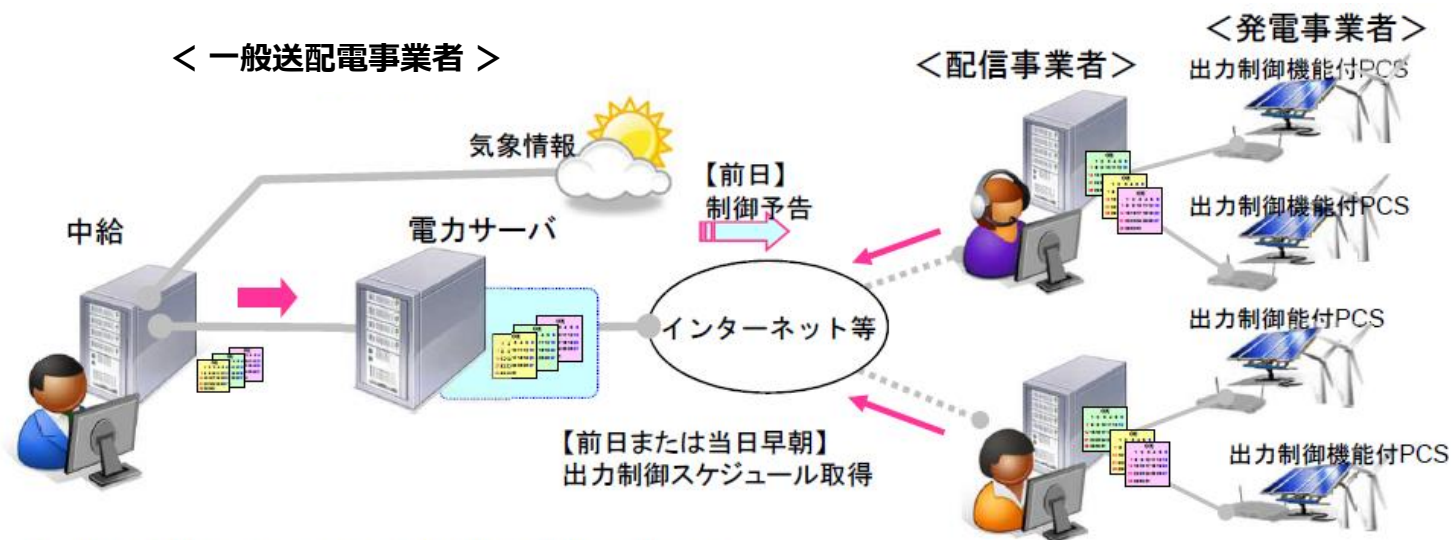 ＜ 一般送配電事業者 ＞
＜配信事業者＞
＜発電事業者＞
出力制御機能付PCS
気象情報
【前日】
制御予告
中給
電力サーバ
出力制御機能付PCS
インターネット等
出力制御能付PCS
【前日または当日早朝】
出力制御スケジュール取得
出力制御機能付PCS